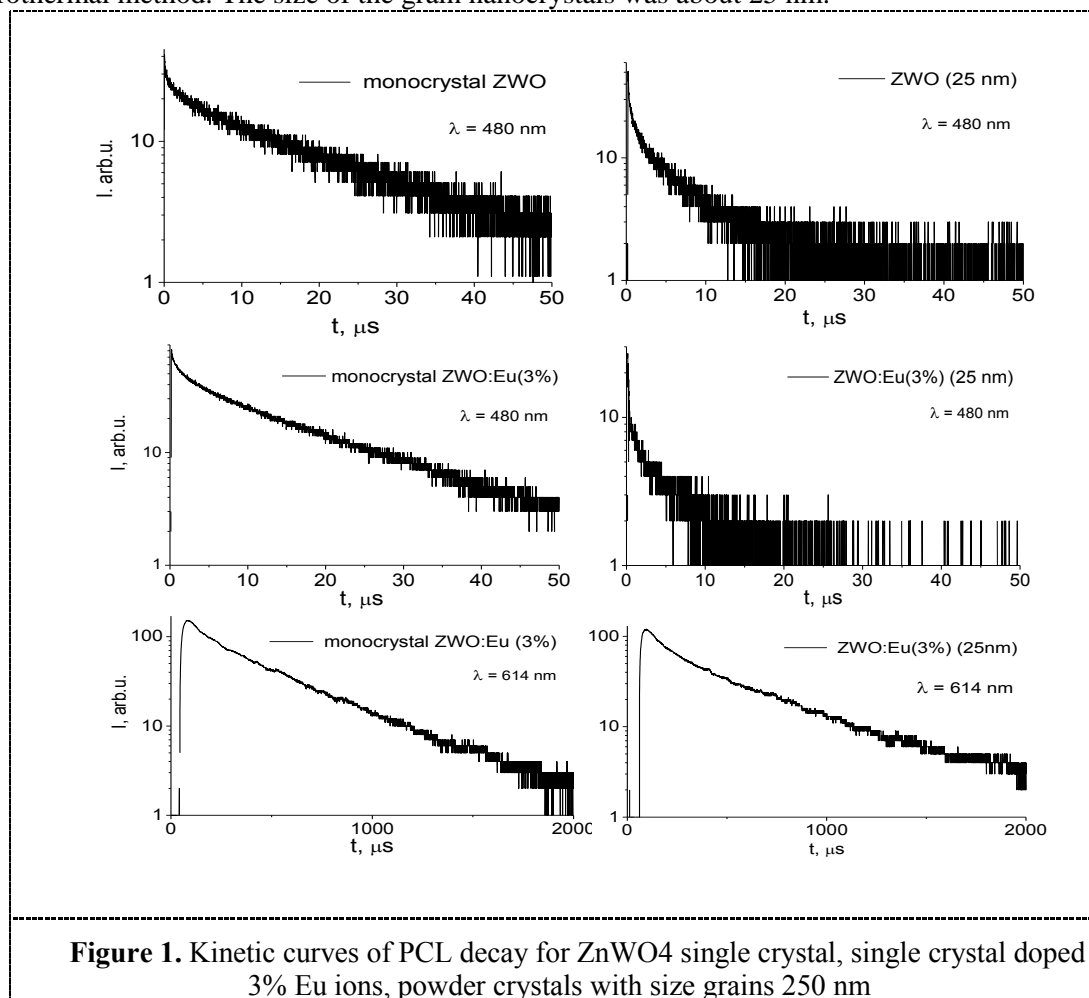 rothermal method. The size of the grain nanocrystals was about 25 nm.
monocrystal ZWO
λ = 480 nm
I. arb.u.
10
1
0 10 20 30 40 50
t, μs
ZWO (25 nm)
λ = 480 nm
10
1
0 10 20 30 40 50
t, μs
monocrystal ZWO:Eu(3%)
λ = 480 nm
I, arb.u.
10
1
0 10 20 30 40 50
t, μs
ZWO:Eu(3%) (25 nm)
λ = 480 nm
10
1
0 10 20 30 40 50
t, μs
monocrystal ZWO:Eu (3%)
λ = 614 nm
I, arb.u.
100
10
1
0 1000 2000
t, μs
ZWO:Eu(3%) (25nm)
λ = 614 nm
100
10
1
0 1000 2000
t, μs
Figure 1. Kinetic curves of PCL decay for ZnWO4 single crystal, single crystal doped
3% Eu ions, powder crystals with size grains 250 nm